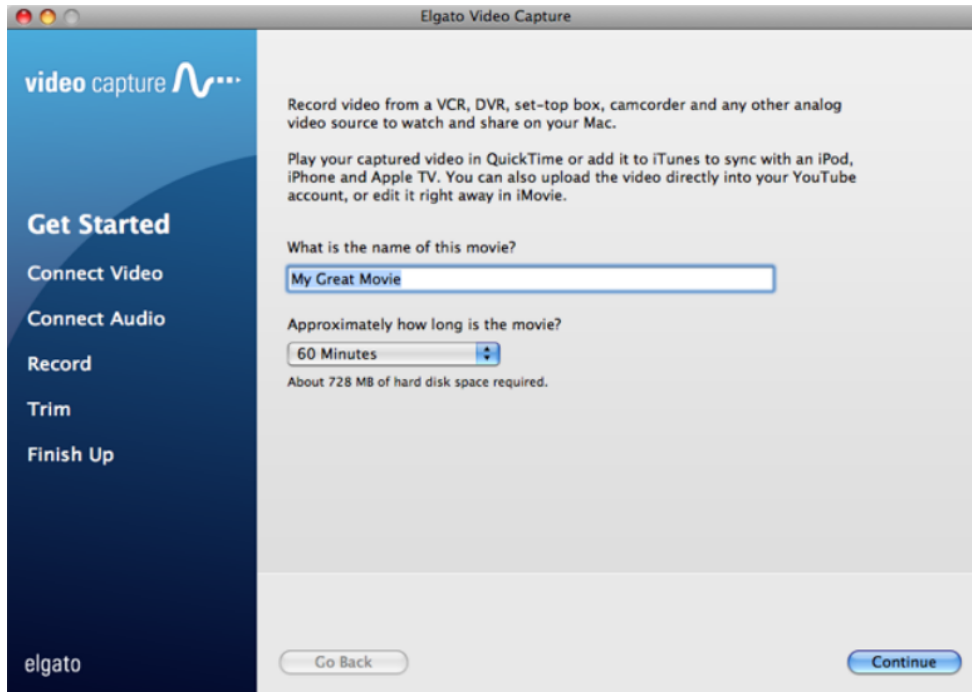 Elgato Video Capture
video capture
Get Started
Connect Video
Connect Audio
Record
Trim
Finish Up
elgato
Record video from a VCR, DVR, set-top box, camcorder and any other analog
video source to watch and share on your Mac.
Play your captured video in QuickTime or add it to iTunes to sync with an iPod,
iPhone and Apple TV. You can also upload the video directly into your YouTube
account, or edit it right away in iMovie.
What is the name of this movie?
My Great Movie
Approximately how long is the movie?
60 Minutes
About 728 MB of hard disk space required.
Go Back
Continue